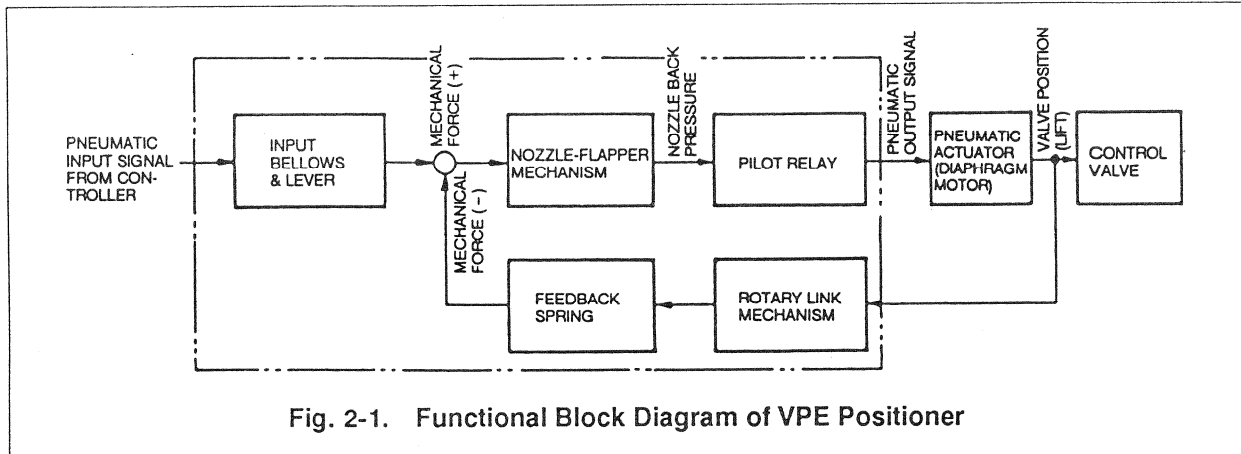 PNEUMATIC
INPUT SIGNAL
FROM CON-
TROLLER
INPUT
BELLOWS
& LEVER
MECHANICAL
FORCE (+)
MECHANICAL
FORCE (−)
NOZZLE-FLAPPER
MECHANISM
NOZZLE BACK
PRESSURE
PILOT RELAY
PNEUMATIC
OUTPUT SIGNAL
PNEUMATIC
ACTUATOR
(DIAPHRAGM
MOTOR)
VALVE POSITION
(LIFT)
CONTROL
VALVE
FEEDBACK
SPRING
ROTARY LINK
MECHANISM
Fig. 2-1. Functional Block Diagram of VPE Positioner